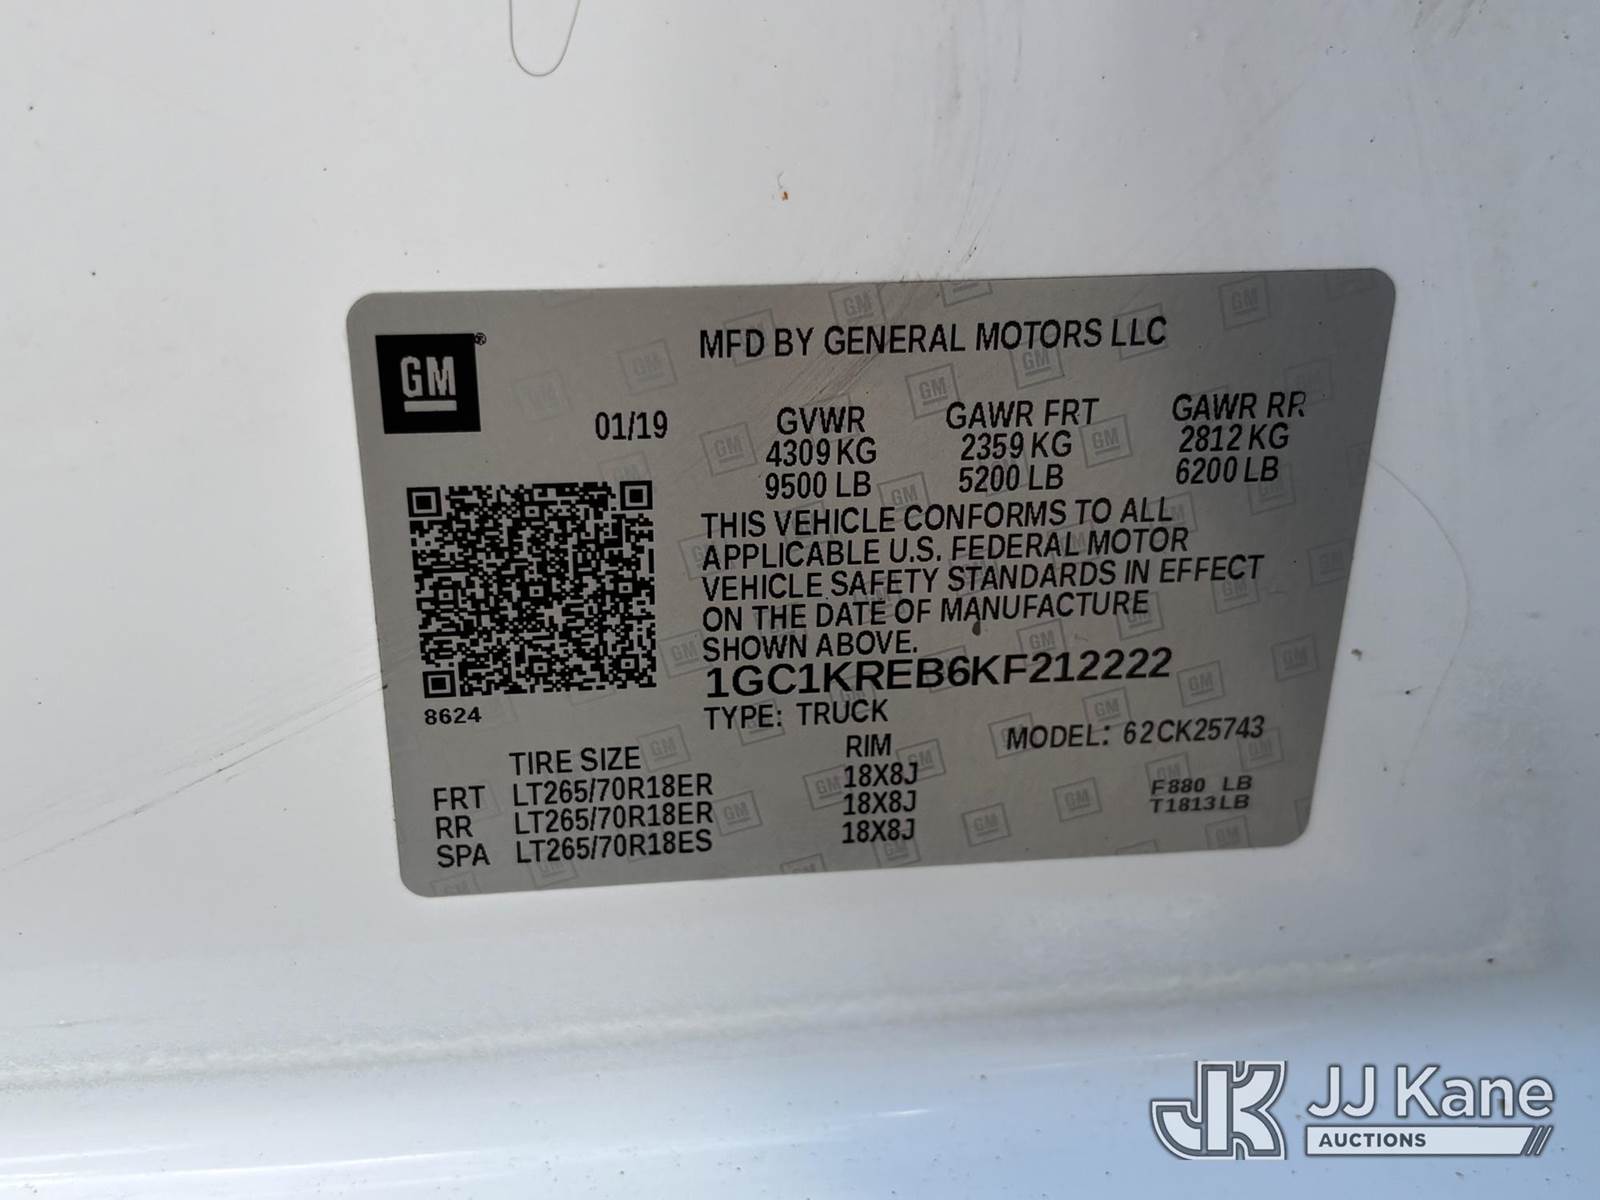 MFD BY GENERAL MOTORS LLC
GM®
01/19
GVWR GAWR FRT GAWR RR
4309 KG 2359 KG 2812 KG
9500 LB 5200 LB 6200 LB
THIS VEHICLE CONFORMS TO ALL
APPLICABLE U.S. FEDERAL MOTOR
VEHICLE SAFETY STANDARDS IN EFFECT
ON THE DATE OF MANUFACTURE
SHOWN ABOVE.
1GC1KREB6KF212222
8624
TYPE: TRUCK
MODEL: 62CK25743
TIRE SIZE RIM
FRT LT265/70R18ER 18X8J
RR LT265/70R18ER 18X8J
SPA LT265/70R18ES 18X8J
F880 LB
T1813LB
JK JJ Kane
AUCTIONS